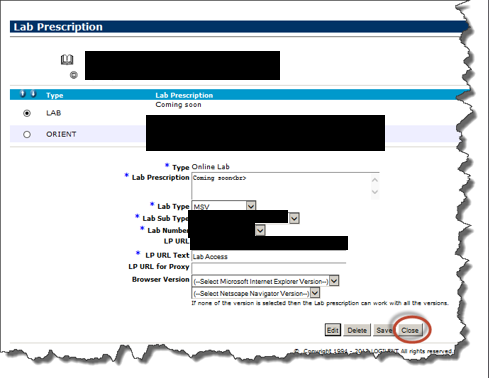 Lab Prescription
©
Type Lab Prescription
LAB Coming soon
ORIENT
* Type Online Lab
* Lab Prescription Coming soon<br>
* Lab Type MSV
* Lab Sub Type
* Lab Number
LP URL
* LP URL Text Lab Access
LP URL for Proxy
Browser Version (--Select Microsoft Internet Explorer Version--)
(--Select Netscape Navigator Version--)
If none of the version is selected then the Lab prescription can work with all the versions.
Edit Delete Save Close
© Copyright 1994 - All rights reserved.